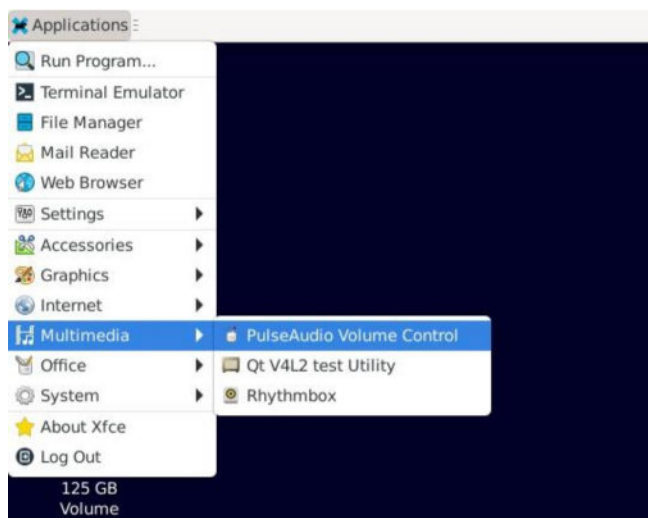 Applications
Run Program...
Terminal Emulator
File Manager
Mail Reader
Web Browser
Settings
Accessories
Graphics
Internet
Multimedia
PulseAudio Volume Control
Office
Qt V4L2 test Utility
System
Rhythmbox
About Xfce
Log Out
125 GB
Volume